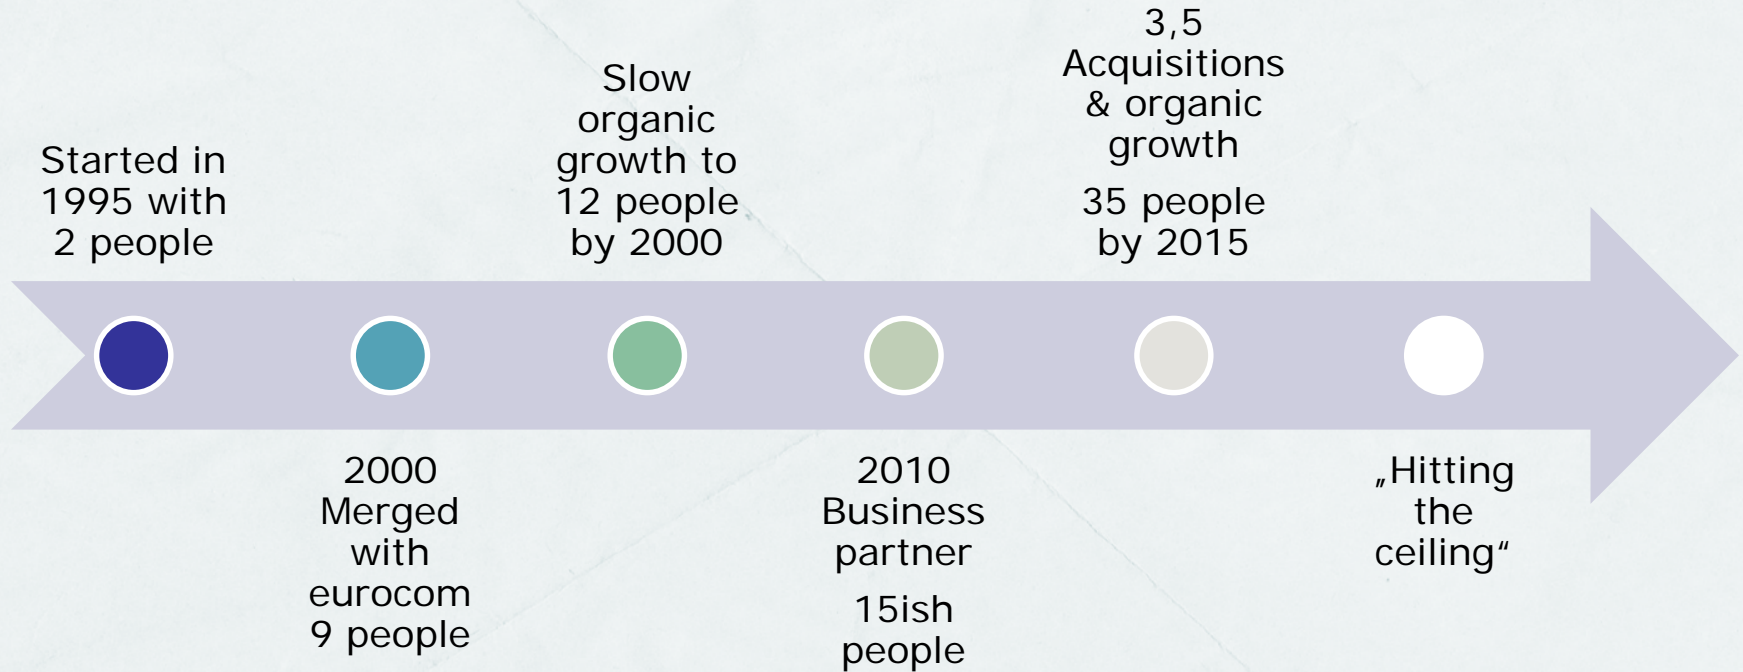 Started in
1995 with
2 people
2000
Merged
with
eurocom
9 people
Slow
organic
growth to
12 people
by 2000
2010
Business
partner
15ish
people
3,5
Acquisitions
& organic
growth
35 people
by 2015
„Hitting
the
ceiling“